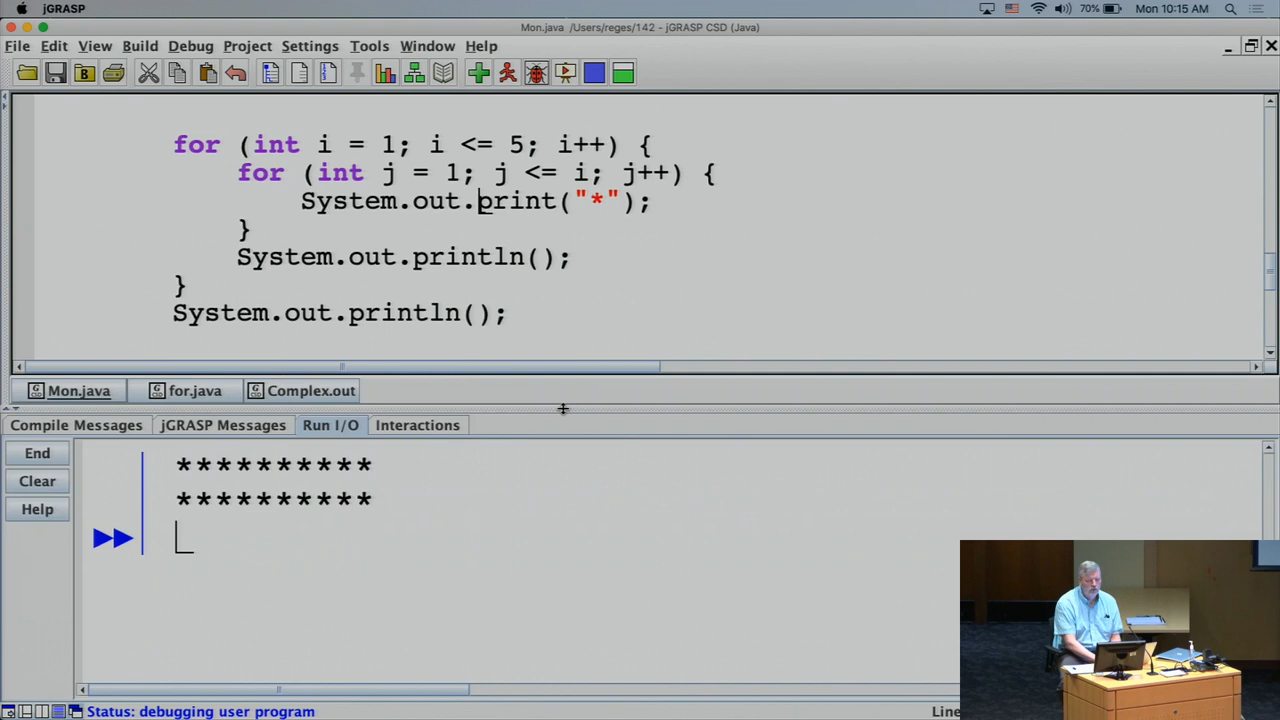 jGRASP 70% Mon 10:15 AM
Mon.java /Users/reges/142 - jGRASP CSD (Java)
File Edit View Build Debug Project Settings Tools Window Help
for (int i = 1; i <= 5; i++) {
for (int j = 1; j <= i; j++) {
System.out.print("*");
}
System.out.println();
}
System.out.println();
Mon.java for.java Complex.out
Compile Messages jGRASP Messages Run I/O Interactions
End
Clear
Help
**********
**********
Status: debugging user program
Line